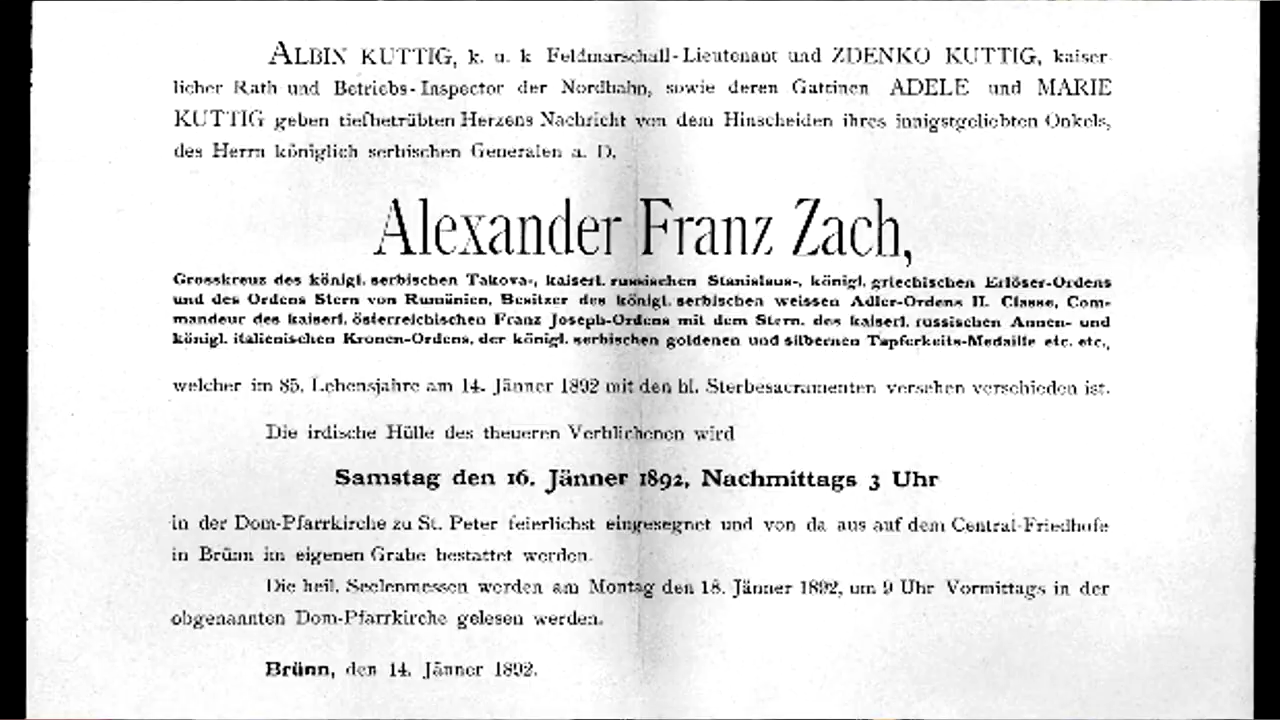 ALBIN KUTTIG, k. u. k Feldmarschall-Lieutenant und ZDENKO KUTTIG, kaiser-
licher Rath und Betriebs-Inspector der Nordbahn, sowie deren Gattinen ADELE und MARIE
KUTTIG geben tiefbetrübten Herzens Nachricht von dem Hinscheiden ihres innigstgeliebten Onkels,
des Herrn königlich serbischen Generalen a. D.
Alexander Franz Zach,
Grosskreuz des königl. serbischen Takova-, kaiserl. russischen Stanislaus-, königl. griechischen Erlöser-Ordens
und des Ordens Stern von Rumänien, Besitzer des königl. serbischen weissen Adler-Ordens II. Classe, Com-
mandeur des kaiserl. österreichischen Franz Joseph-Ordens mit dem Stern, des kaiserl. russischen Annen- und
königl. italienischen Kronen-Ordens, der königl. serbischen goldenen und silbernen Tapferkeits-Medaille etc. etc.,
welcher im 85. Lebensjahre am 14. Jänner 1892 mit den hl. Sterbesacramenten versehen verschieden ist.
Die irdische Hülle des theueren Verblichenen wird
Samstag den 16. Jänner 1892, Nachmittags 3 Uhr
in der Dom-Pfarrkirche zu St. Peter feierlichst eingesegnet und von da aus auf dem Central-Friedhofe
in Brünn im eigenen Grabe bestattet werden.
Die heil. Seelenmessen werden am Montag den 18. Jänner 1892, um 9 Uhr Vormittags in der
obgenannten Dom-Pfarrkirche gelesen werden.
Brünn, den 14. Jänner 1892.